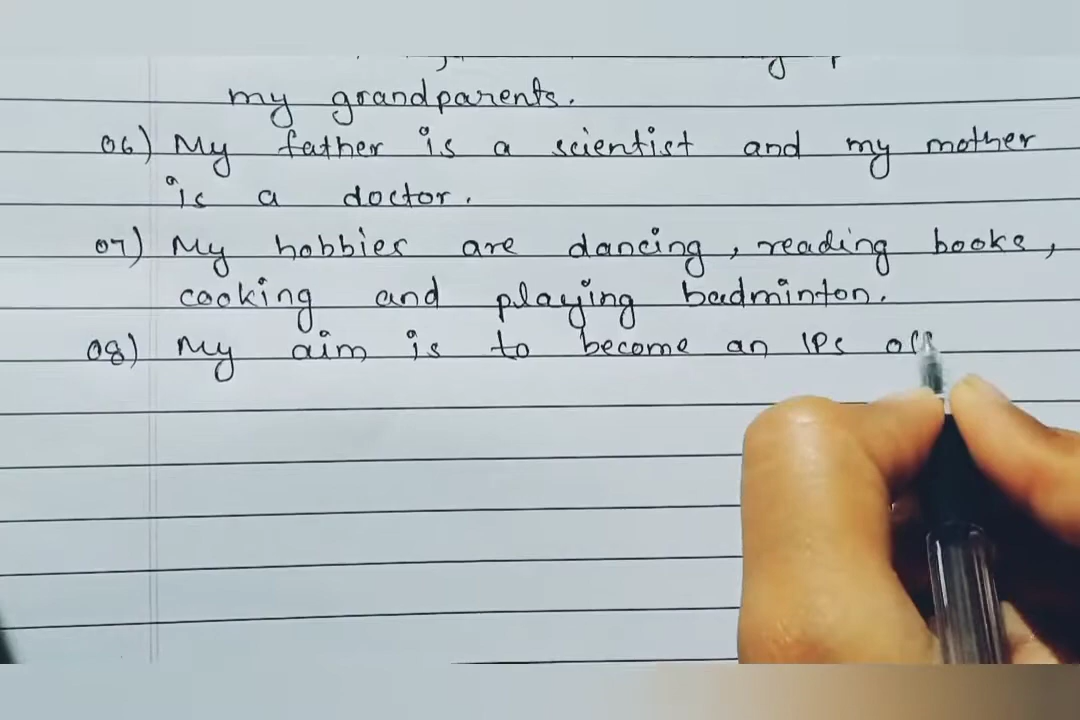 my grandparents.
06) My father is a scientist and my mother
is a doctor.
07) My hobbies are dancing, reading books,
cooking and playing badminton.
08) My aim is to become an IPS off